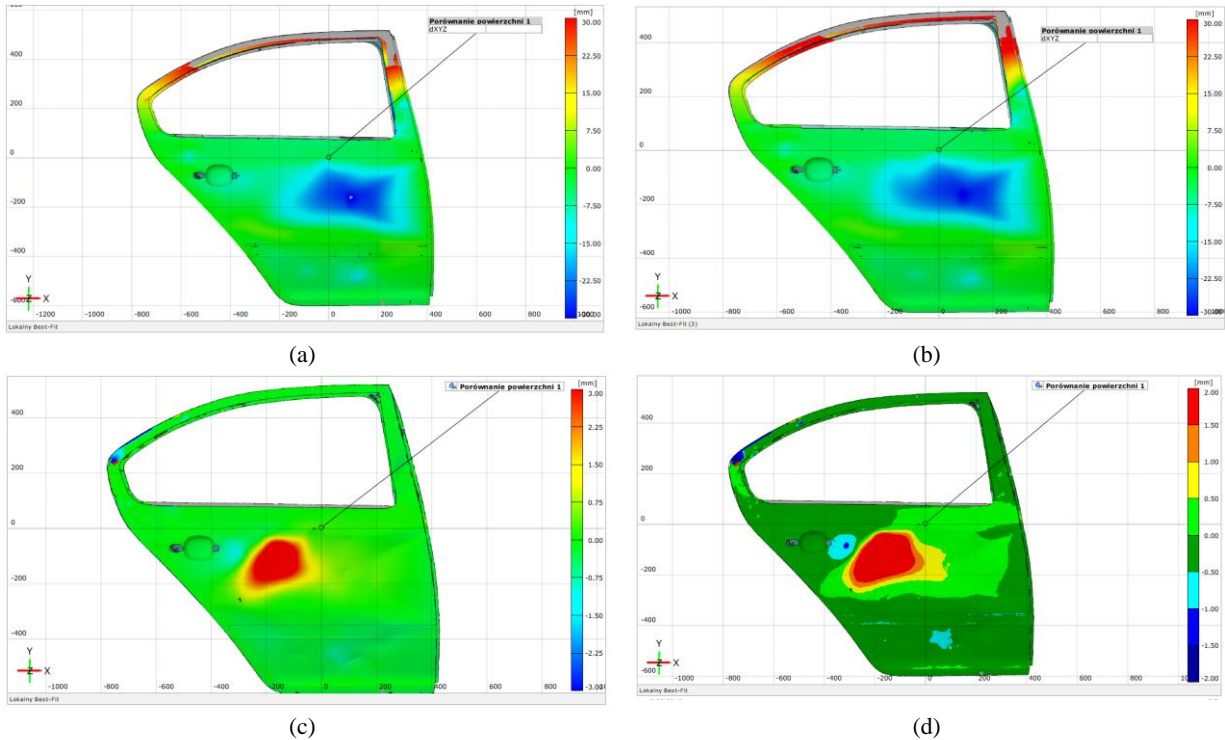 [mm]
Porównanie powierzchni 1
dXYZ
30.00
22.50
15.00
7.50
0.00
-7.50
-15.00
-22.50
400
200
0
-200
-400
Y
Z X
-1200 -1000 -800 -600 -400 -200 0 200 400 600 800
Lokalny Best-Fit
(a)
[mm]
Porównanie powierzchni 1
dXYZ
30.00
22.50
15.00
7.50
0.00
-7.50
-15.00
-22.50
-30.00
400
200
0
-200
-400
-600
Y
Z X
-1000 -800 -600 -400 -200 0 200 400 600 800
Lokalny Best-Fit (3)
(b)
[mm]
Porównanie powierzchni 1
3.00
2.25
1.50
0.75
0.00
-0.75
-1.50
-2.25
-3.00
400
200
0
-200
-400
Y
Z X
-1000 -800 -600 -400 -200 0 200 400 600 800
Lokalny Best-Fit
(c)
[mm]
Porównanie powierzchni 1
2.00
1.50
1.00
0.50
0.00
-0.50
-1.00
-1.50
-2.00
400
200
0
-200
-400
-600
Y
Z X
-1000 -800 -600 -400 -200 0 200 400 600 800
Lokalny Best-Fit
(d)